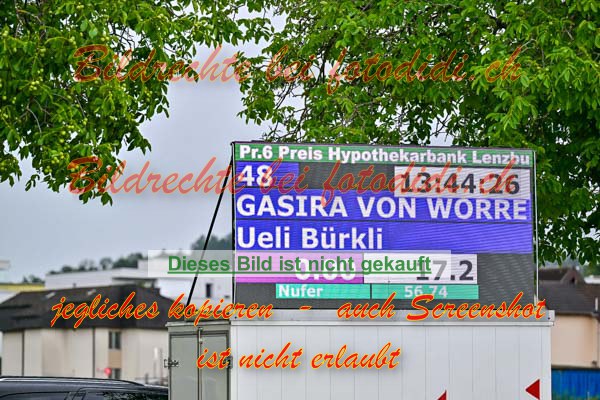 Bildrechte bei fotodidi.ch
Pr.6 Preis Hypothekarbank Lenzbu
48 13:44:26
Bildrechte bei fotodidi.ch
GASIRA VON WORRE
Ueli Bürkli
Dieses Bild ist nicht gekauft
17.2
Nufer 56.74
jegliches kopieren - auch Screenshot
ist nicht erlaubt